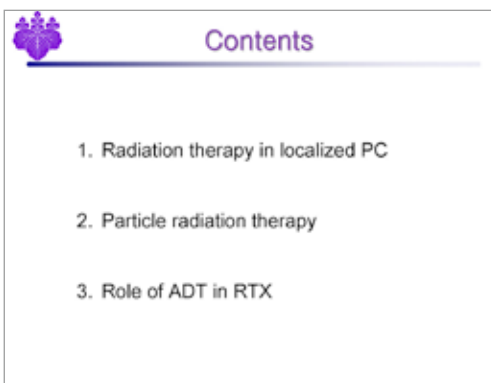 Contents
1. Radiation therapy in localized PC
2. Particle radiation therapy
3. Role of ADT in RTX